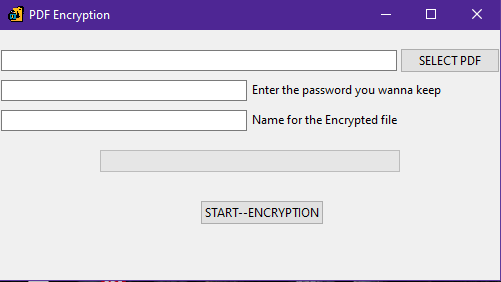 PDF Encryption
SELECT PDF
Enter the password you wanna keep
Name for the Encrypted file
START--ENCRYPTION